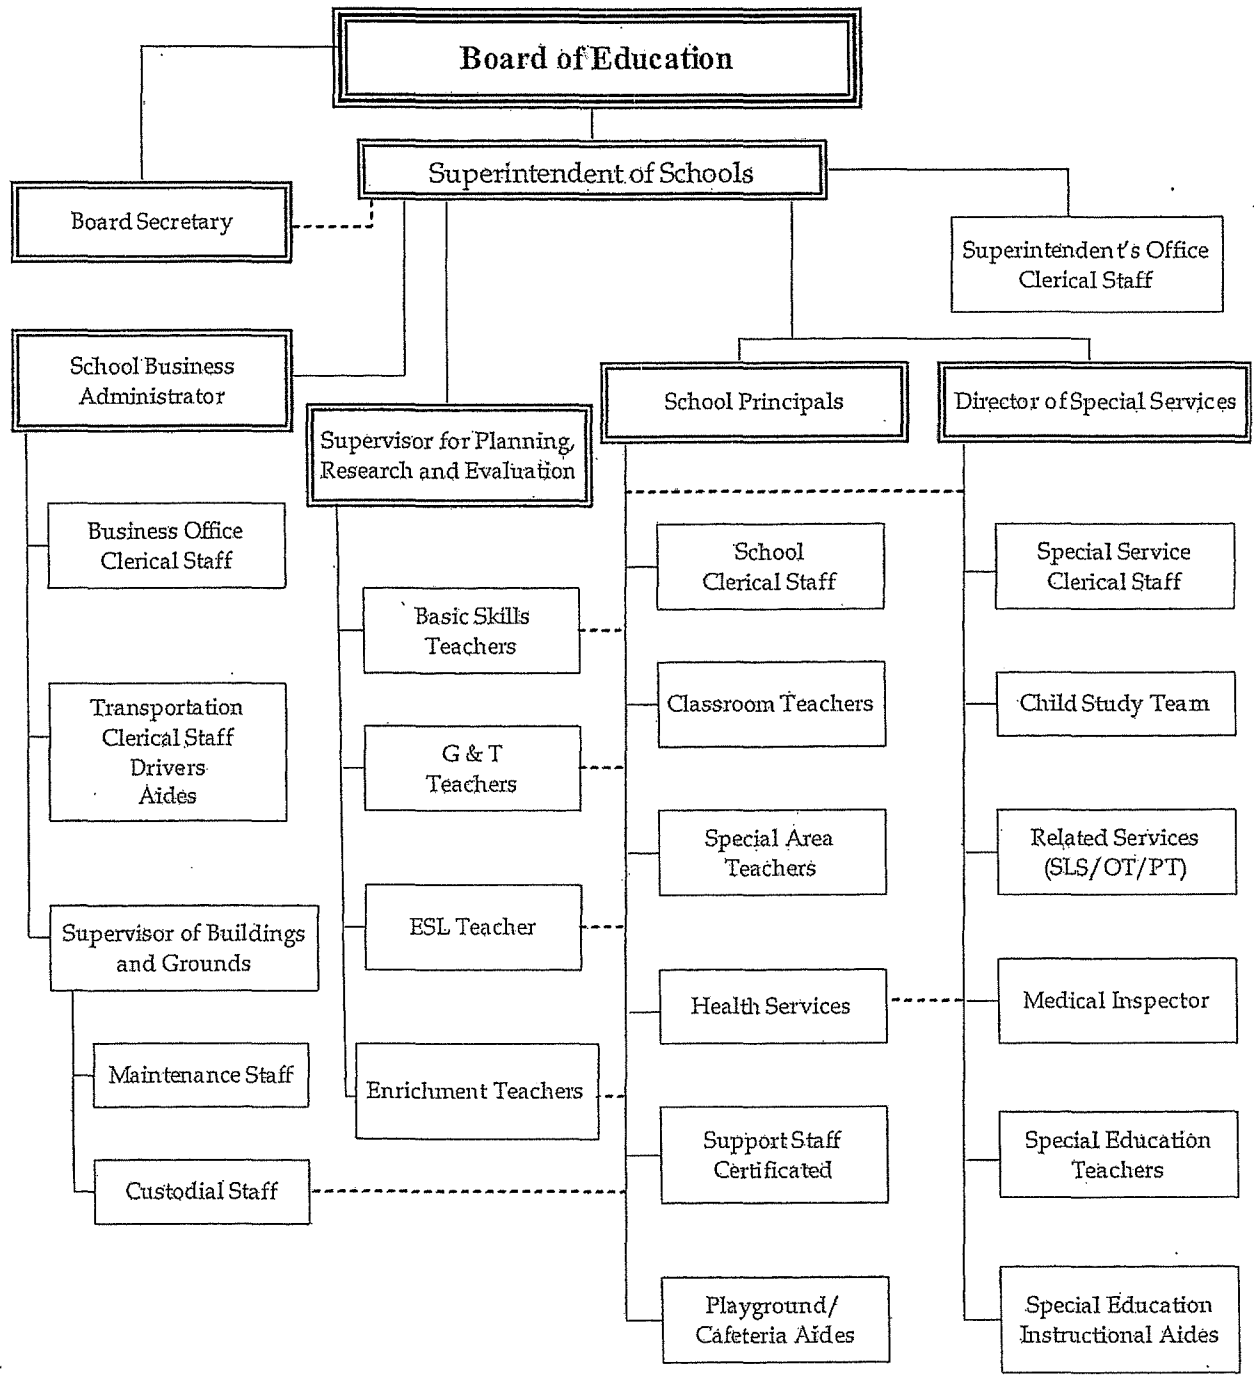 Board of Education
Superintendent of Schools
Board Secretary
Superintendent's Office
Clerical Staff
School Business
Administrator
School Principals
Director of Special Services
Supervisor for Planning,
Research and Evaluation
Business Office
Clerical Staff
Transportation
Clerical Staff
Drivers
Aides
Supervisor of Buildings
and Grounds
Maintenance Staff
Custodial Staff
Basic Skills
Teachers
G & T
Teachers
ESL Teacher
Enrichment Teachers
School
Clerical Staff
Classroom Teachers
Special Area
Teachers
Health Services
Support Staff
Certificated
Playground/
Cafeteria Aides
Special Service
Clerical Staff
Child Study Team
Related Services
(SLS/OT/PT)
Medical Inspector
Special Education
Teachers
Special Education
Instructional Aides